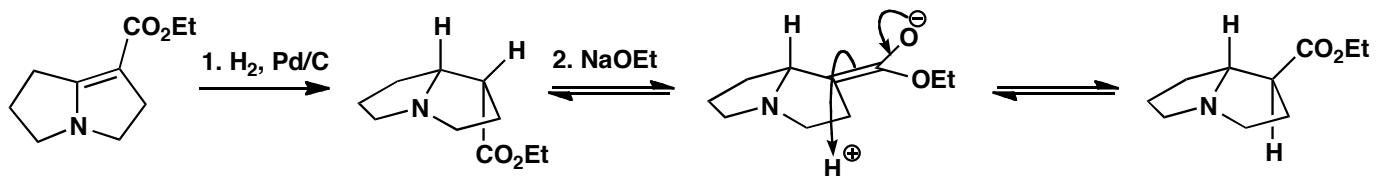 CO₂Et
N
1. H₂, Pd/C
H
H
N
CO₂Et
2. NaOEt
H
O⊖
OEt
N
H⊕
H
CO₂Et
N
H